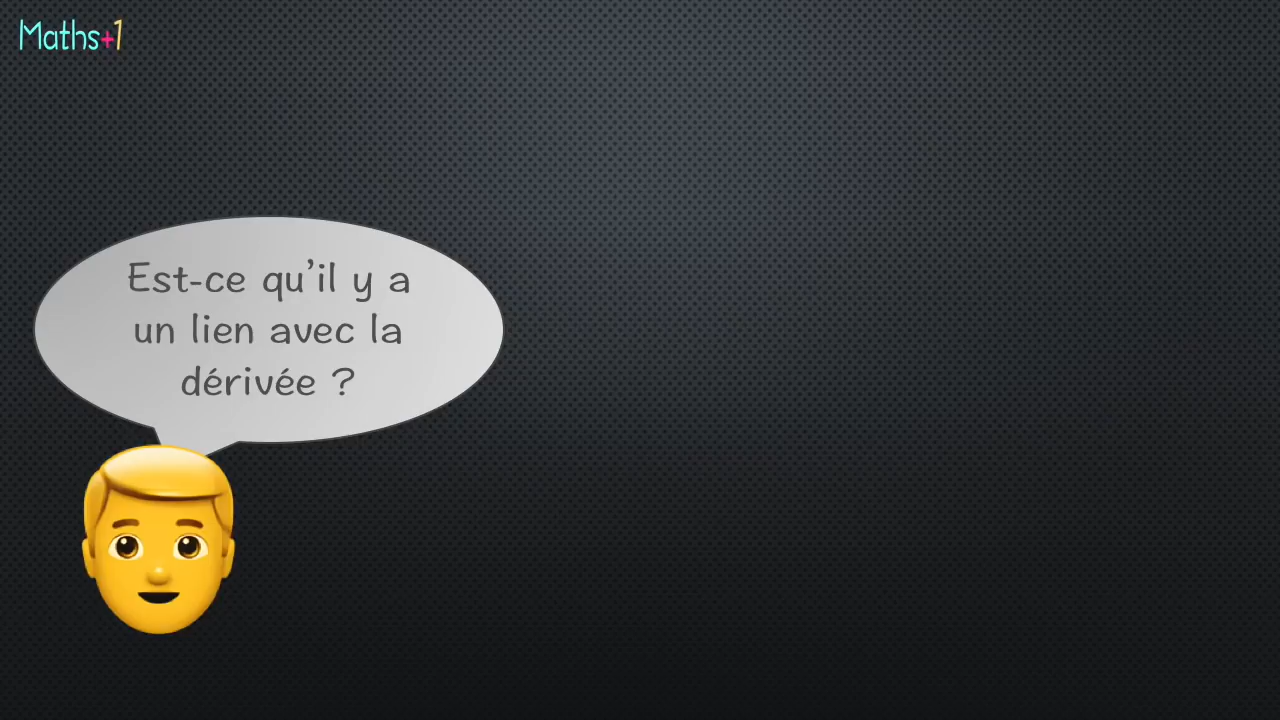 Maths+1
Est-ce qu’il y a
un lien avec la
dérivée ?